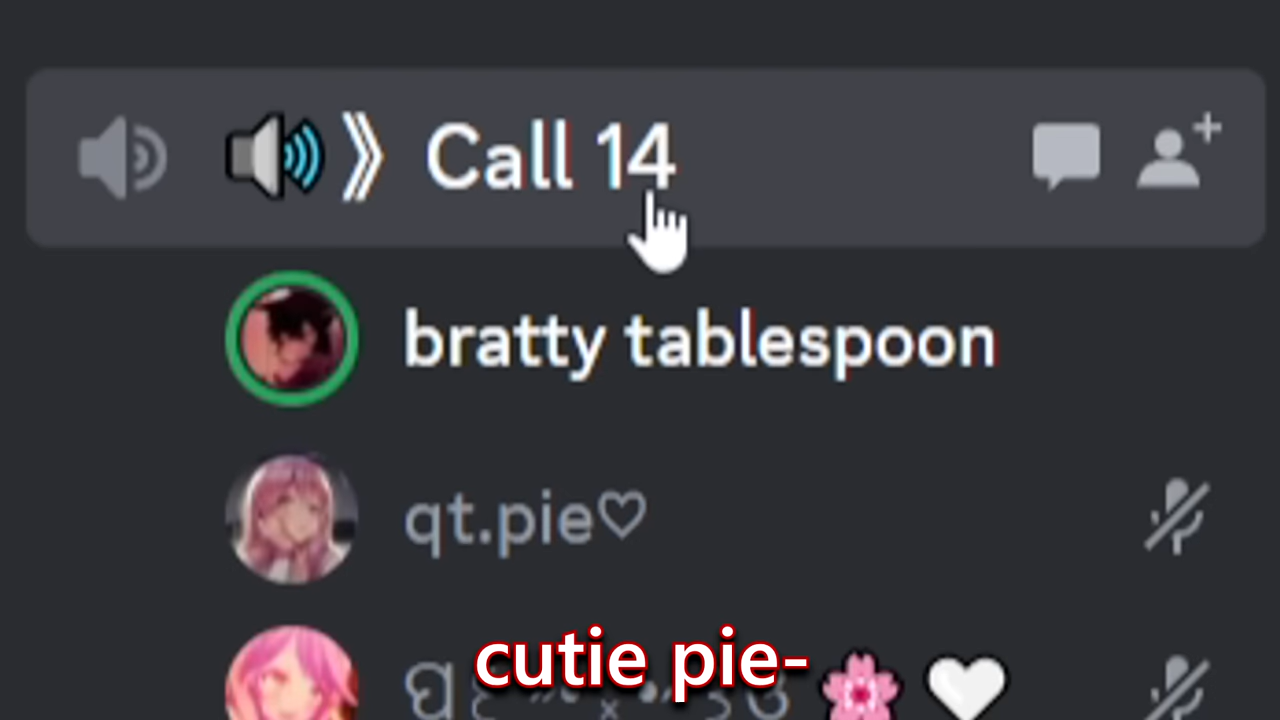 🔊》Call 14
bratty tablespoon
qt.pie♡
cutie pie-
🌸🤍